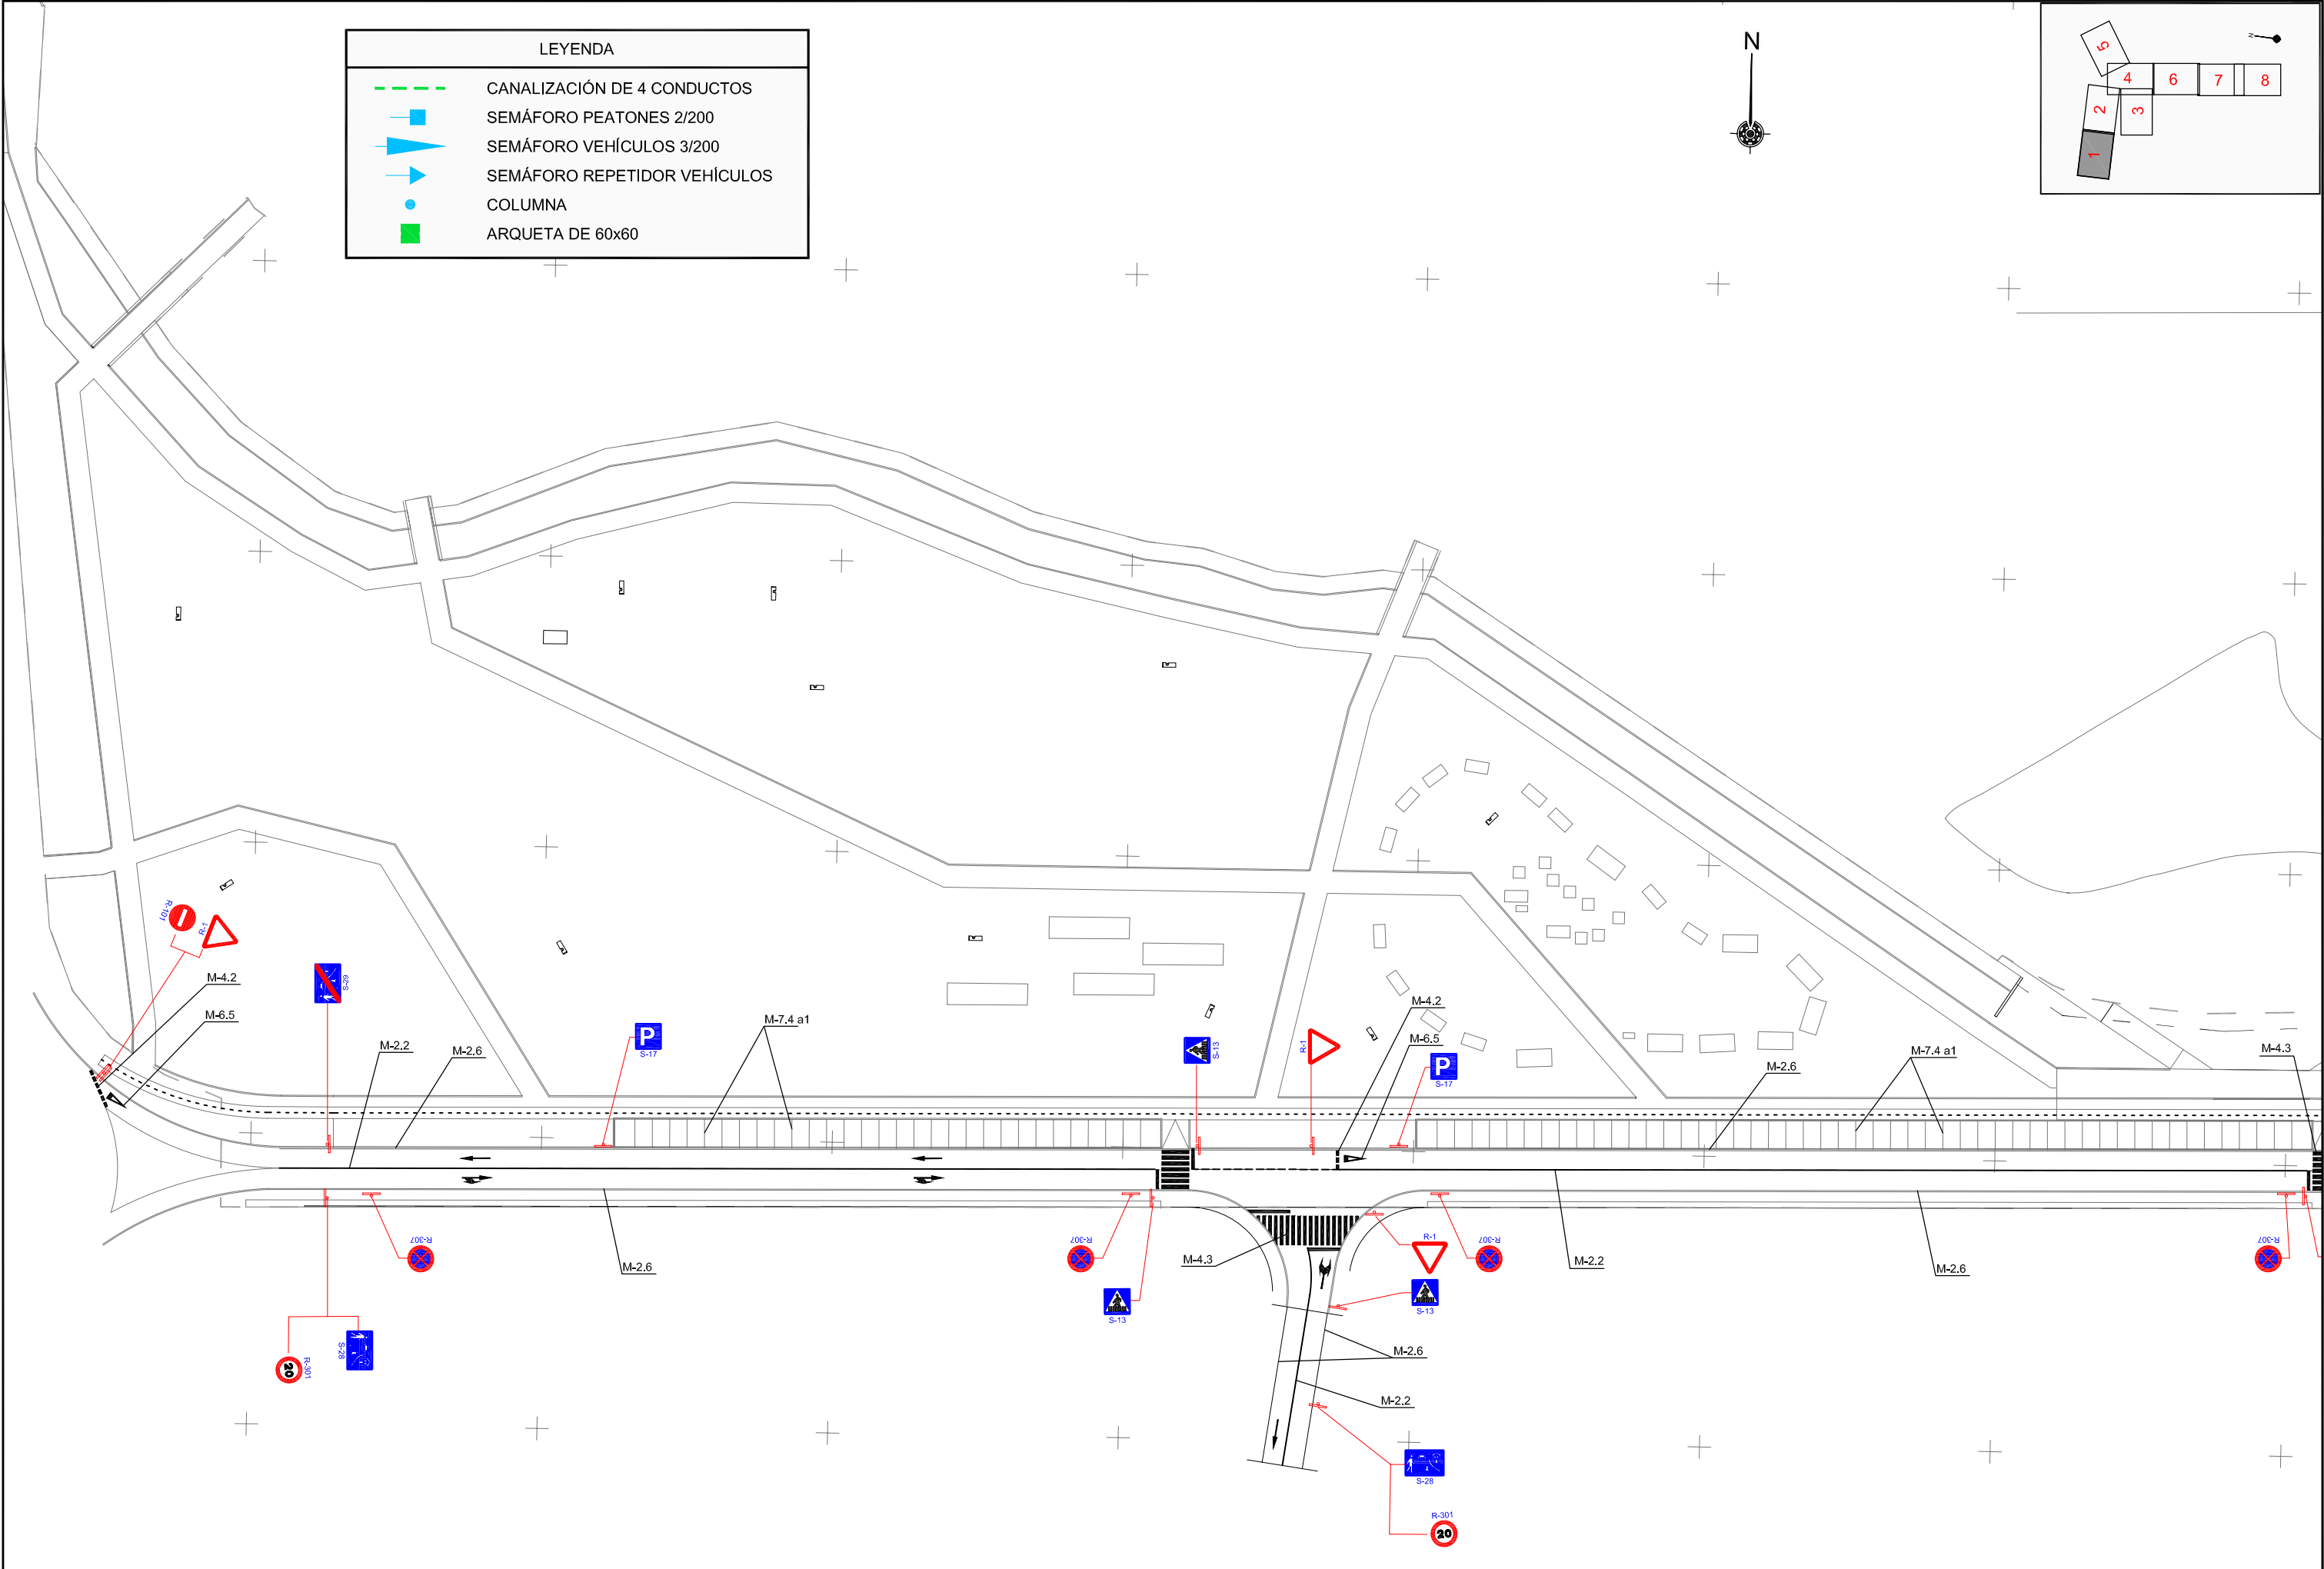 LEYENDA
CANALIZACIÓN DE 4 CONDUCTOS
SEMÁFORO PEATONES 2/200
SEMÁFORO VEHÍCULOS 3/200
SEMÁFORO REPETIDOR VEHÍCULOS
COLUMNA
ARQUETA DE 60x60
N
N
5
4
6
7
8
2
3
1
R-101
R-1
M-4.2
M-6.5
S-29
M-2.2
M-2.6
P
S-17
M-7.4 a1
S-13
R-1
M-4.2
M-6.5
P
S-17
M-2.6
M-7.4 a1
M-4.3
R-307
M-2.6
R-307
M-4.3
R-1
R-307
M-2.2
M-2.6
R-307
S-13
S-13
20
R-301
S-28
M-2.6
M-2.2
S-28
R-301
20